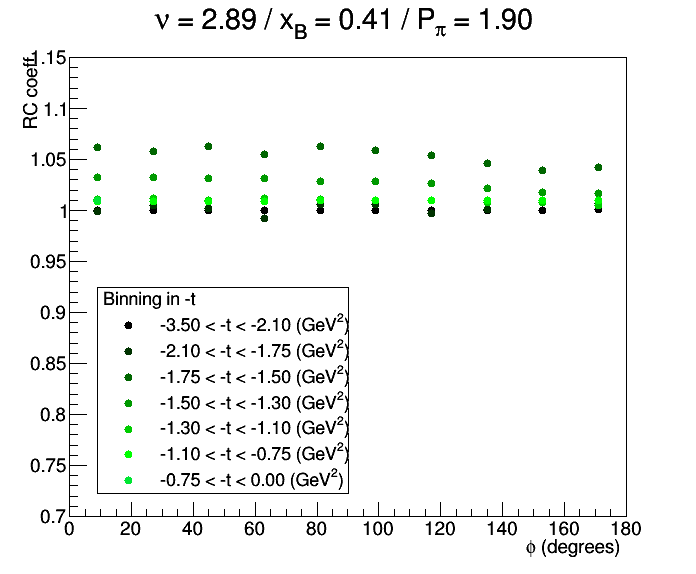 ν = 2.89 / x_B = 0.41 / P_π = 1.90
RC coeff.
1.15
1.1
1.05
1
0.95
0.9
0.85
0.8
0.75
0.7
Binning in -t
-3.50 < -t < -2.10 (GeV²)
-2.10 < -t < -1.75 (GeV²)
-1.75 < -t < -1.50 (GeV²)
-1.50 < -t < -1.30 (GeV²)
-1.30 < -t < -1.10 (GeV²)
-1.10 < -t < -0.75 (GeV²)
-0.75 < -t < 0.00 (GeV²)
0 20 40 60 80 100 120 140 160 180
ϕ (degrees)